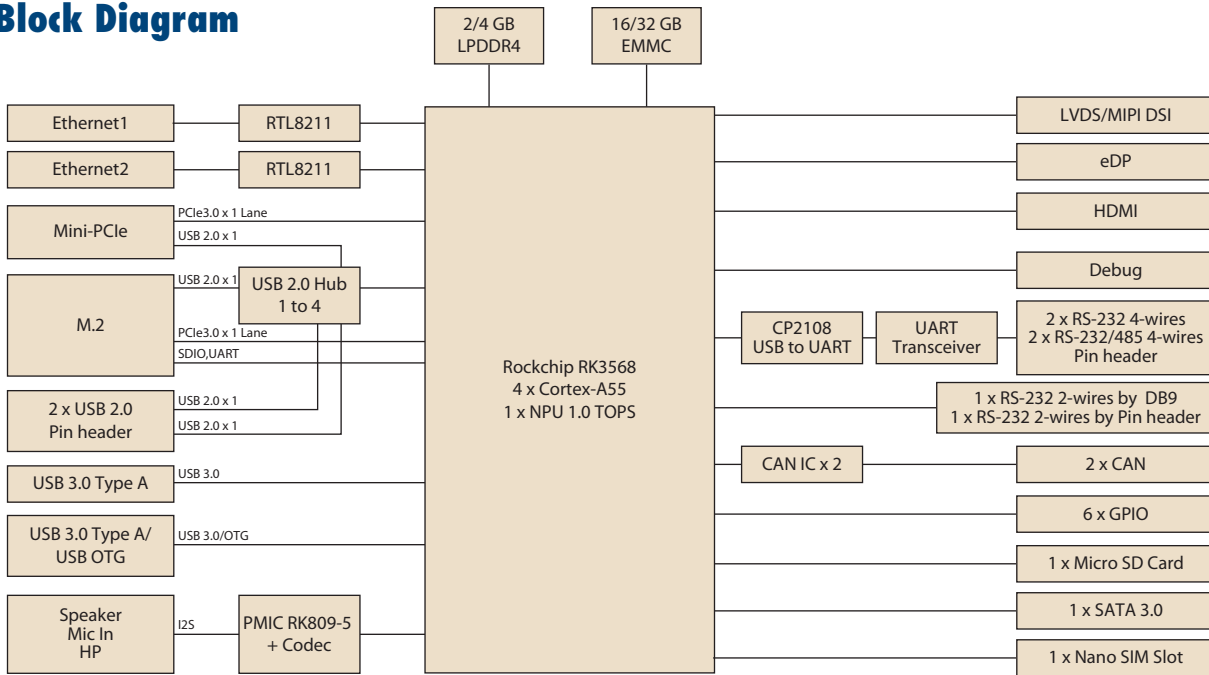 Block Diagram
2/4 GB
LPDDR4
16/32 GB
EMMC
Ethernet1
RTL8211
Ethernet2
RTL8211
Mini-PCIe
PCIe3.0 x 1 Lane
USB 2.0 x 1
M.2
USB 2.0 x 1
USB 2.0 Hub
1 to 4
PCIe3.0 x 1 Lane
SDIO,UART
2 x USB 2.0
Pin header
USB 2.0 x 1
USB 2.0 x 1
USB 3.0 Type A
USB 3.0
USB 3.0 Type A/
USB OTG
USB 3.0/OTG
Speaker
Mic In
HP
I2S
PMIC RK809-5
+ Codec
Rockchip RK3568
4 x Cortex-A55
1 x NPU 1.0 TOPS
LVDS/MIPI DSI
eDP
HDMI
Debug
CP2108
USB to UART
UART
Transceiver
2 x RS-232 4-wires
2 x RS-232/485 4-wires
Pin header
1 x RS-232 2-wires by DB9
1 x RS-232 2-wires by Pin header
CAN IC x 2
2 x CAN
6 x GPIO
1 x Micro SD Card
1 x SATA 3.0
1 x Nano SIM Slot